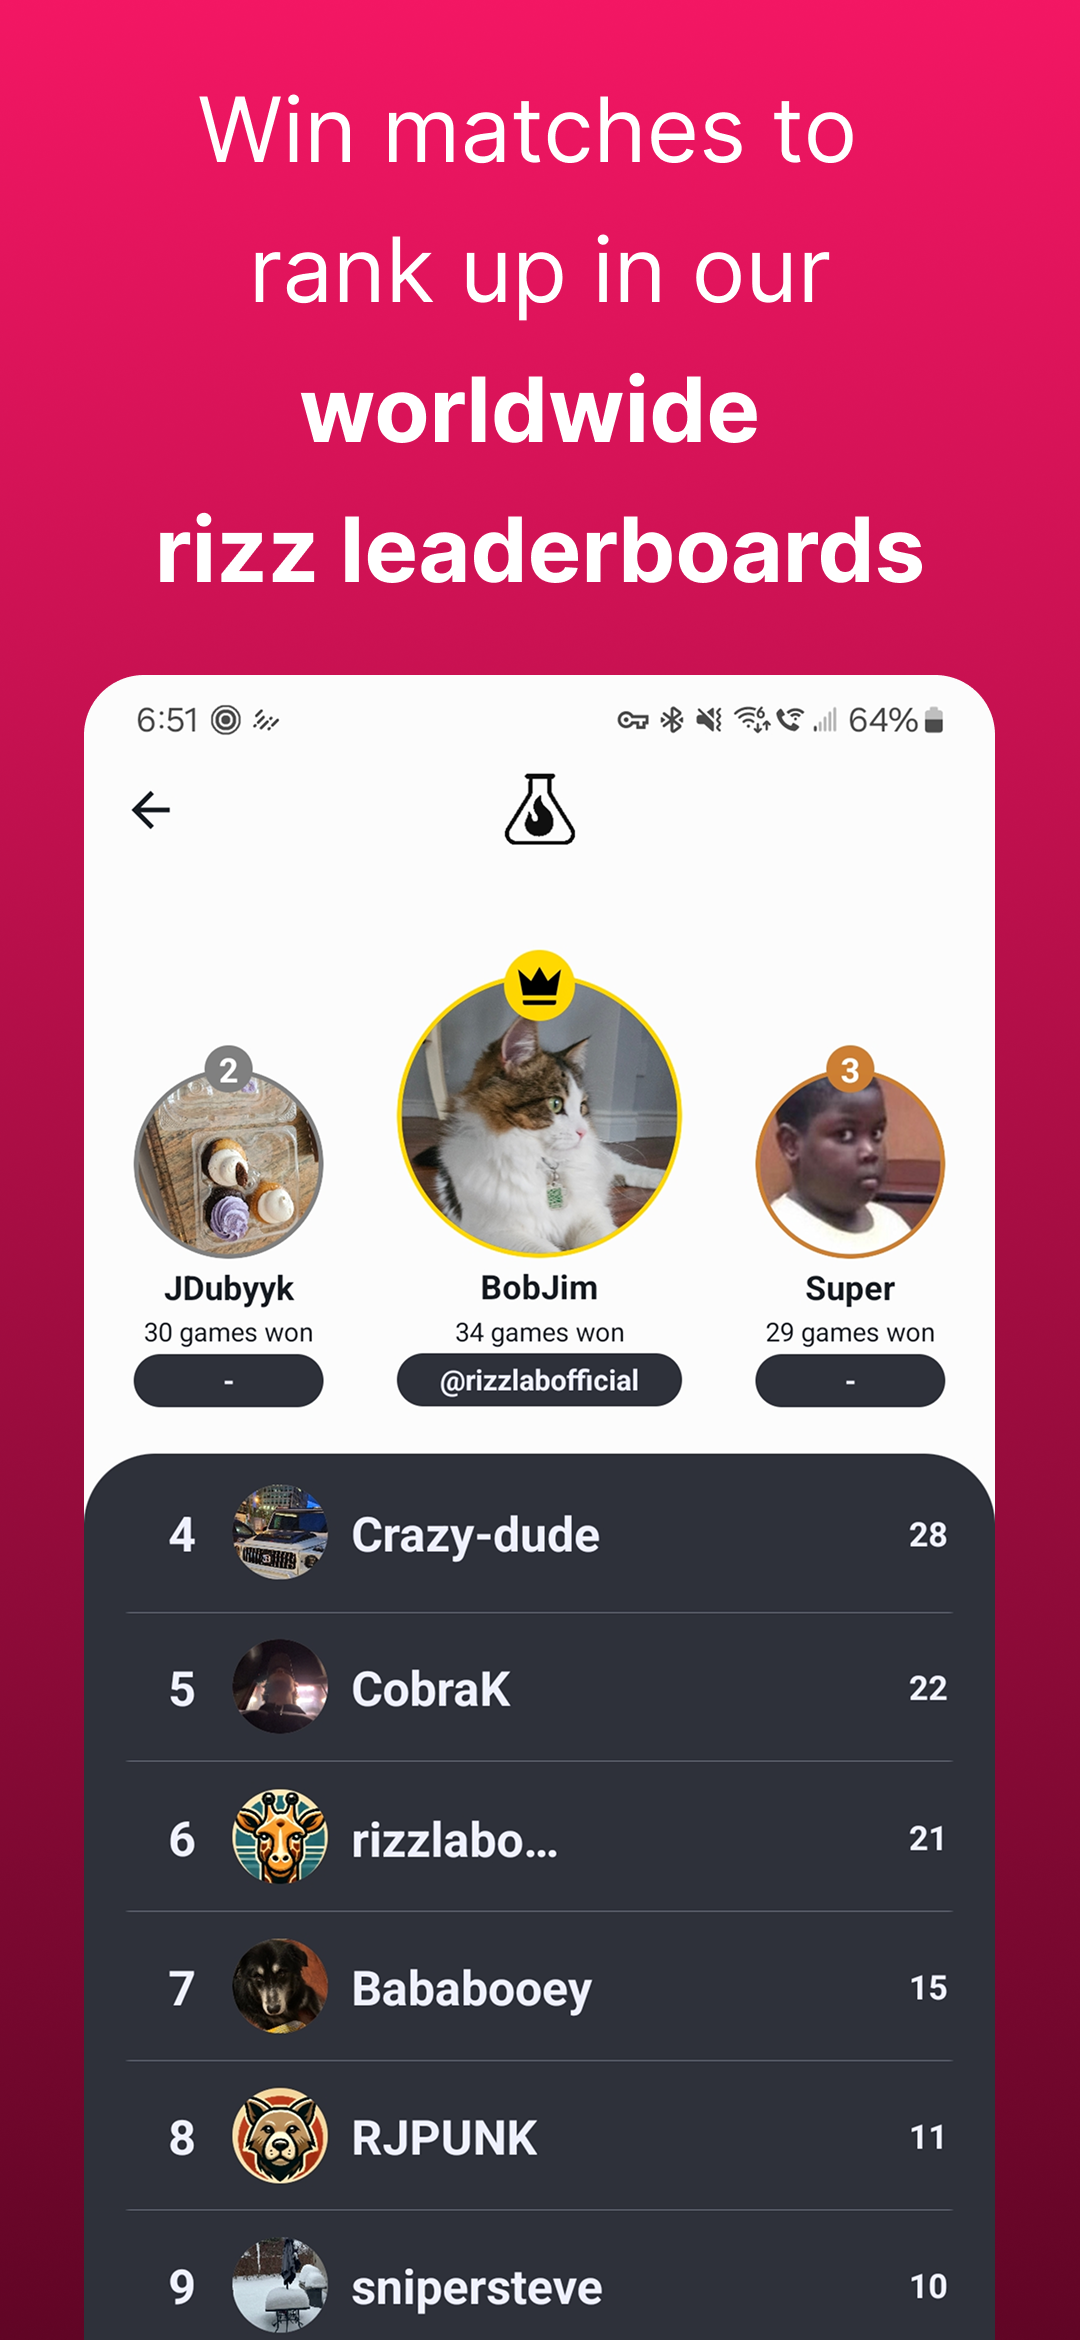 Win matches to
rank up in our
worldwide
rizz leaderboards
6:51 64%
2
3
JDubyyk BobJim Super
30 games won 34 games won 29 games won
- @rizzlabofficial -
4 Crazy-dude 28
5 CobraK 22
6 rizzlabo... 21
7 Bababooey 15
8 RJPUNK 11
9 snipersteve 10